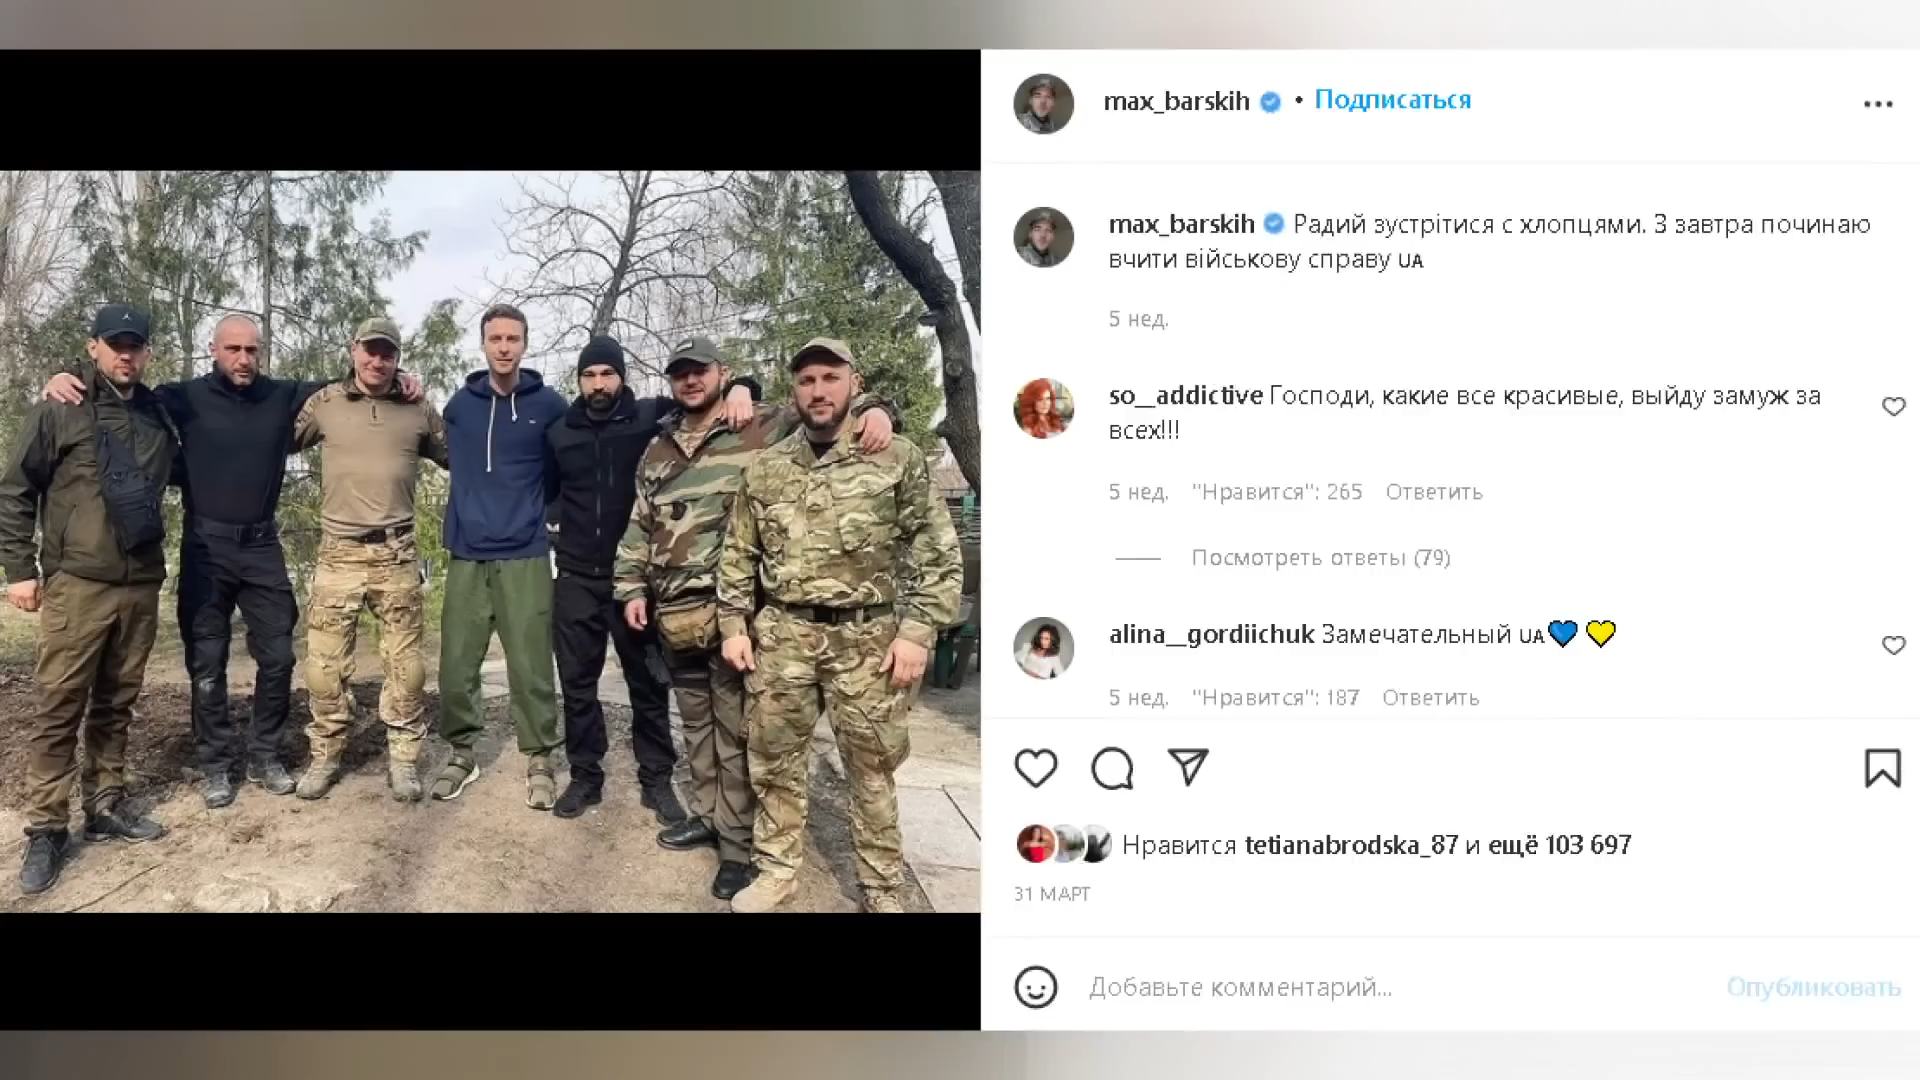 max_barskih • Подписаться
max_barskih Радий зустрітися с хлопцями. З завтра починаю
вчити військову справу UA
5 нед.
so__addictive Господи, какие все красивые, выйду замуж за
всех!!!
5 нед. "Нравится": 265 Ответить
Посмотреть ответы (79)
alina__gordiichuk Замечательный UA💙💛
5 нед. "Нравится": 187 Ответить
Нравится tetianabrodska_87 и ещё 103 697
31 МАРТ
Добавьте комментарий...
Опубликовать